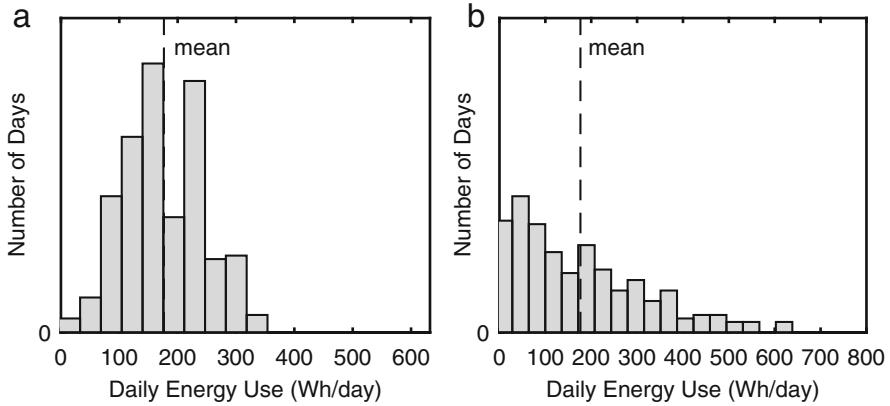 a
mean
Number of Days
0
0 100 200 300 400 500 600
Daily Energy Use (Wh/day)
b
mean
Number of Days
0
0 100 200 300 400 500 600 700 800
Daily Energy Use (Wh/day)